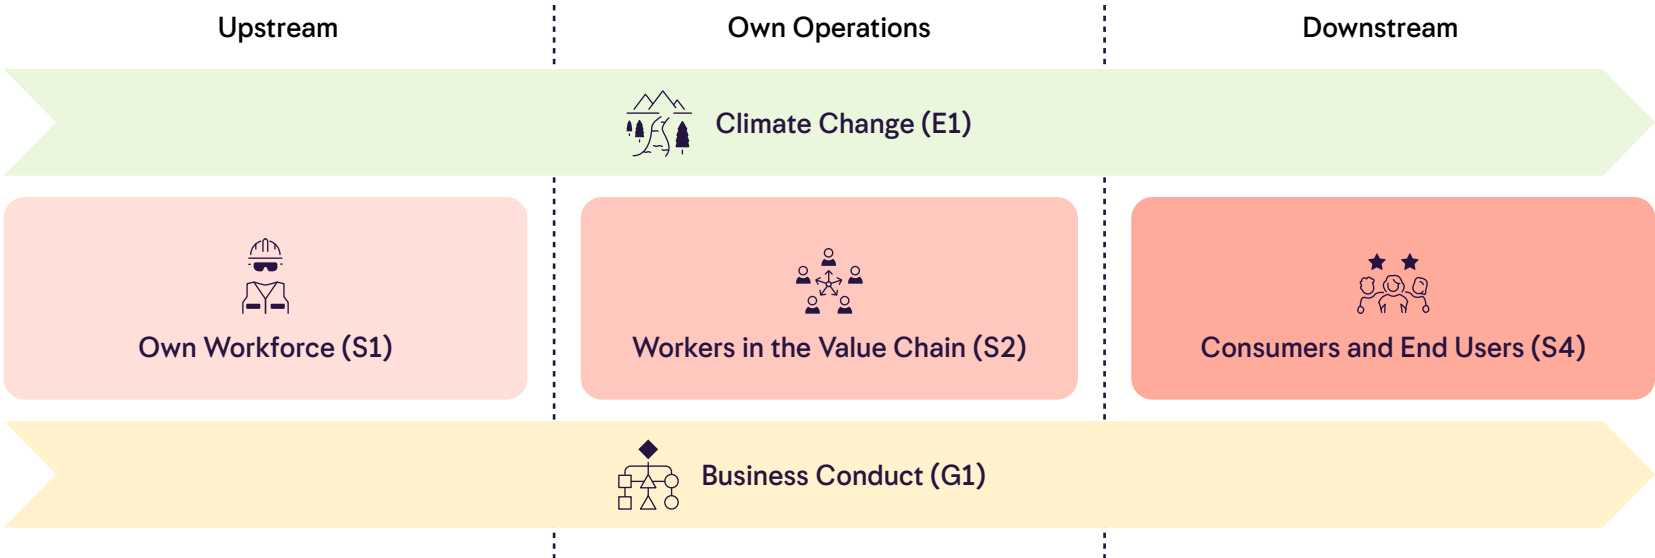 Upstream
Own Operations
Downstream
Climate Change (E1)
Own Workforce (S1)
Workers in the Value Chain (S2)
Consumers and End Users (S4)
Business Conduct (G1)